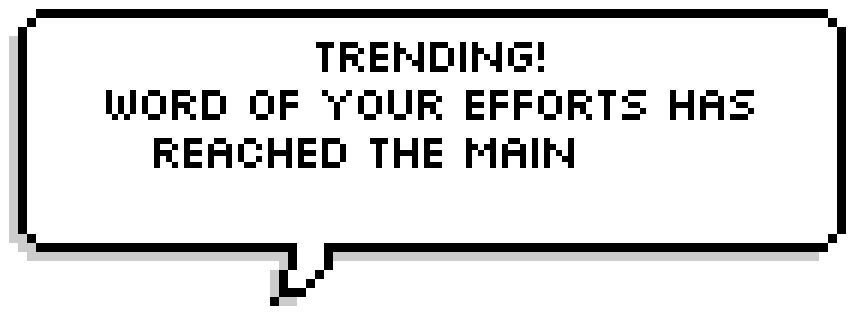 TRENDING!
WORD OF YOUR EFFORTS HAS
REACHED THE MAIN